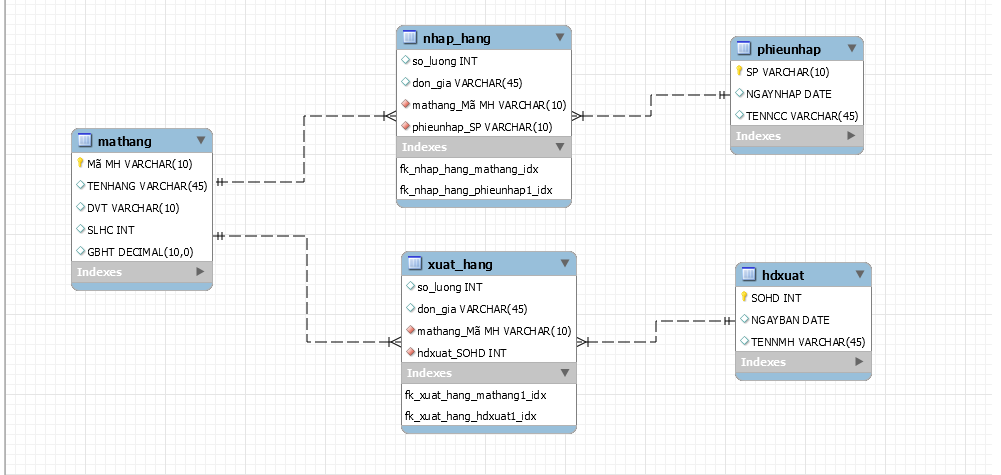 mathang
Mã MH VARCHAR(10)
TENHANG VARCHAR(45)
DVT VARCHAR(10)
SLHC INT
GBHT DECIMAL(10,0)
Indexes
nhap_hang
so_luong INT
don_gia VARCHAR(45)
mathang_Mã MH VARCHAR(10)
phieunhap_SP VARCHAR(10)
Indexes
fk_nhap_hang_mathang_idx
fk_nhap_hang_phieunhap1_idx
phieunhap
SP VARCHAR(10)
NGAYNHAP DATE
TENNCC VARCHAR(45)
Indexes
xuat_hang
so_luong INT
don_gia VARCHAR(45)
mathang_Mã MH VARCHAR(10)
hdxuat_SOHD INT
Indexes
fk_xuat_hang_mathang1_idx
fk_xuat_hang_hdxuat1_idx
hdxuat
SOHD INT
NGAYBAN DATE
TENNMH VARCHAR(45)
Indexes